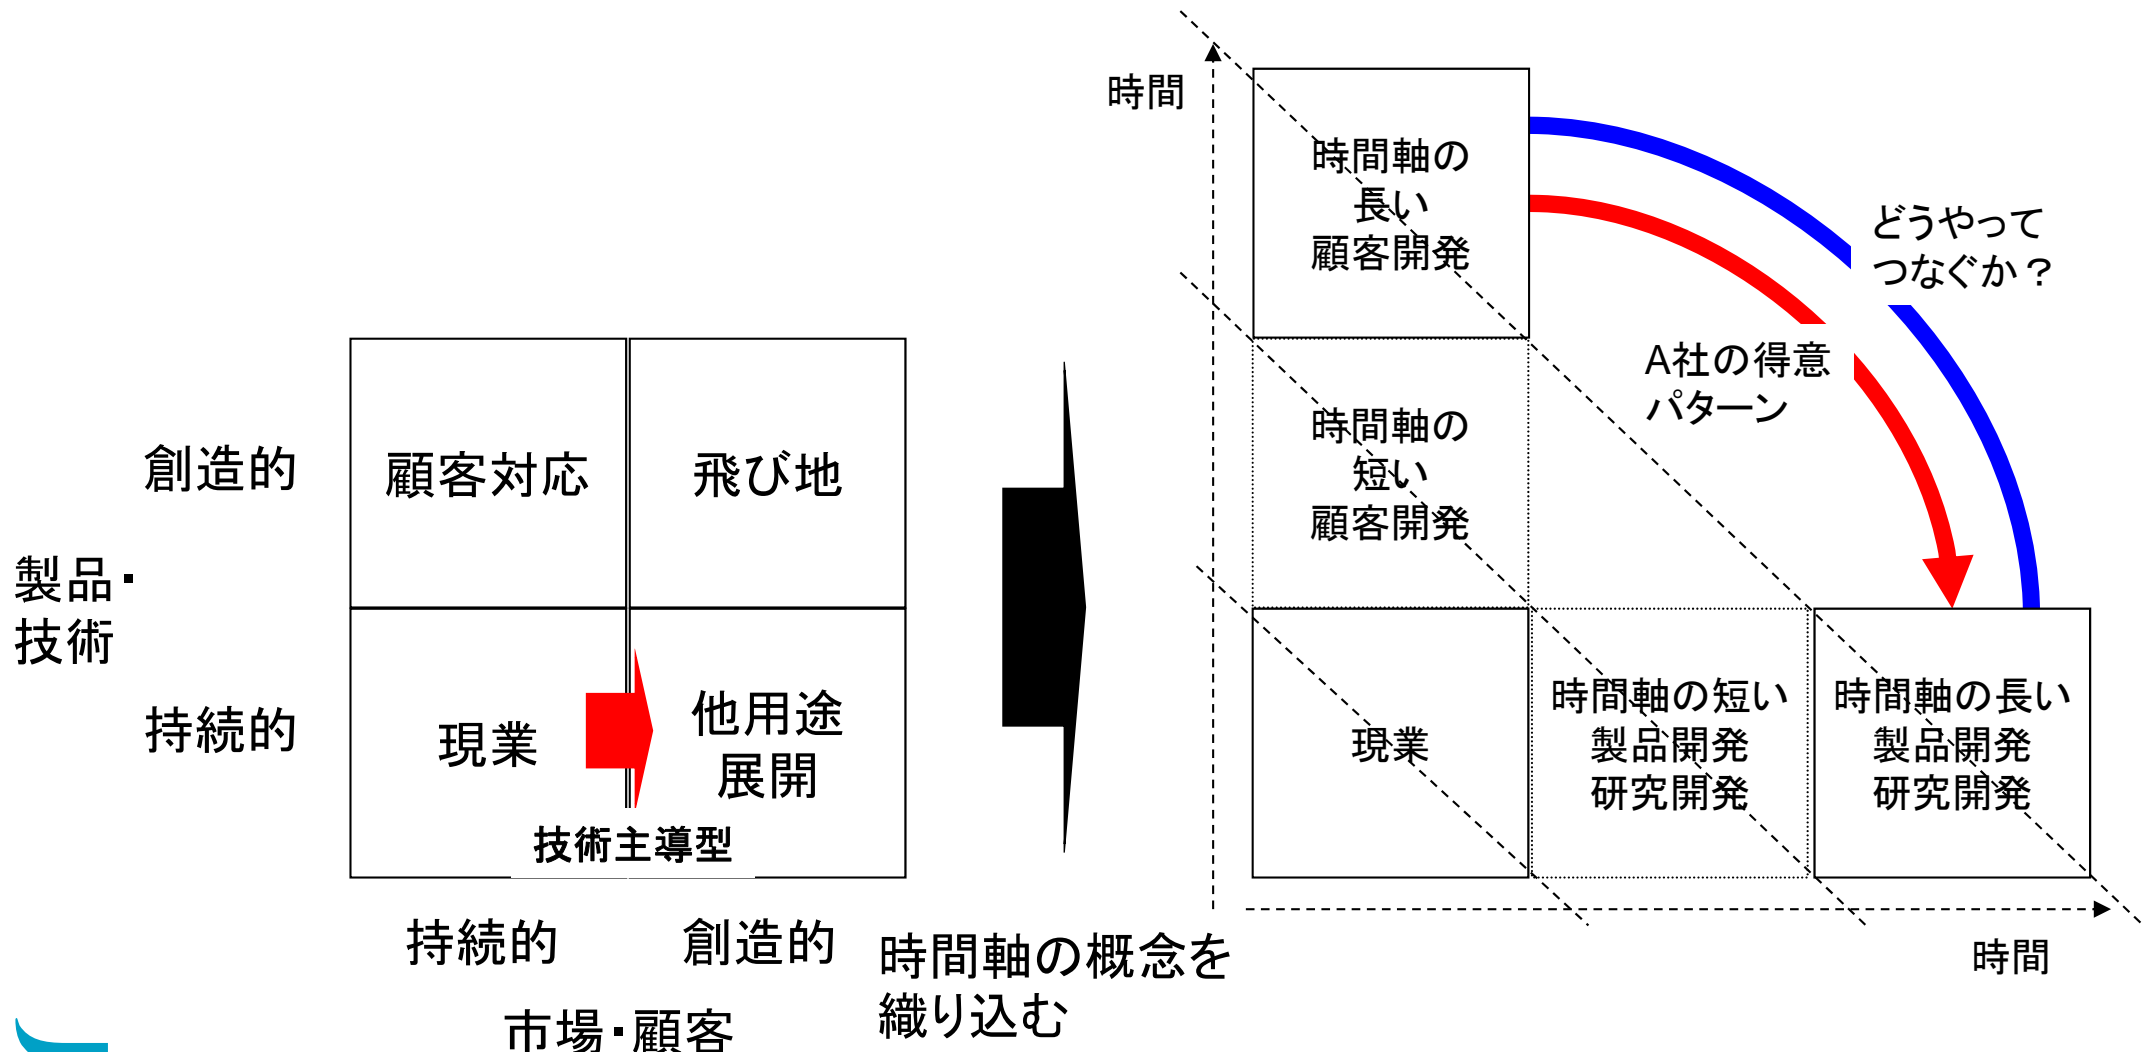 時間
時間軸の
長い
顧客開発
どうやって
つなぐか？
A社の得意
パターン
時間軸の
短い
顧客開発
創造的
顧客対応
飛び地
製品・
技術
持続的
現業
他用途
展開
技術主導型
現業
時間軸の短い
製品開発
研究開発
時間軸の長い
製品開発
研究開発
持続的
創造的
市場・顧客
時間軸の概念を
織り込む
時間